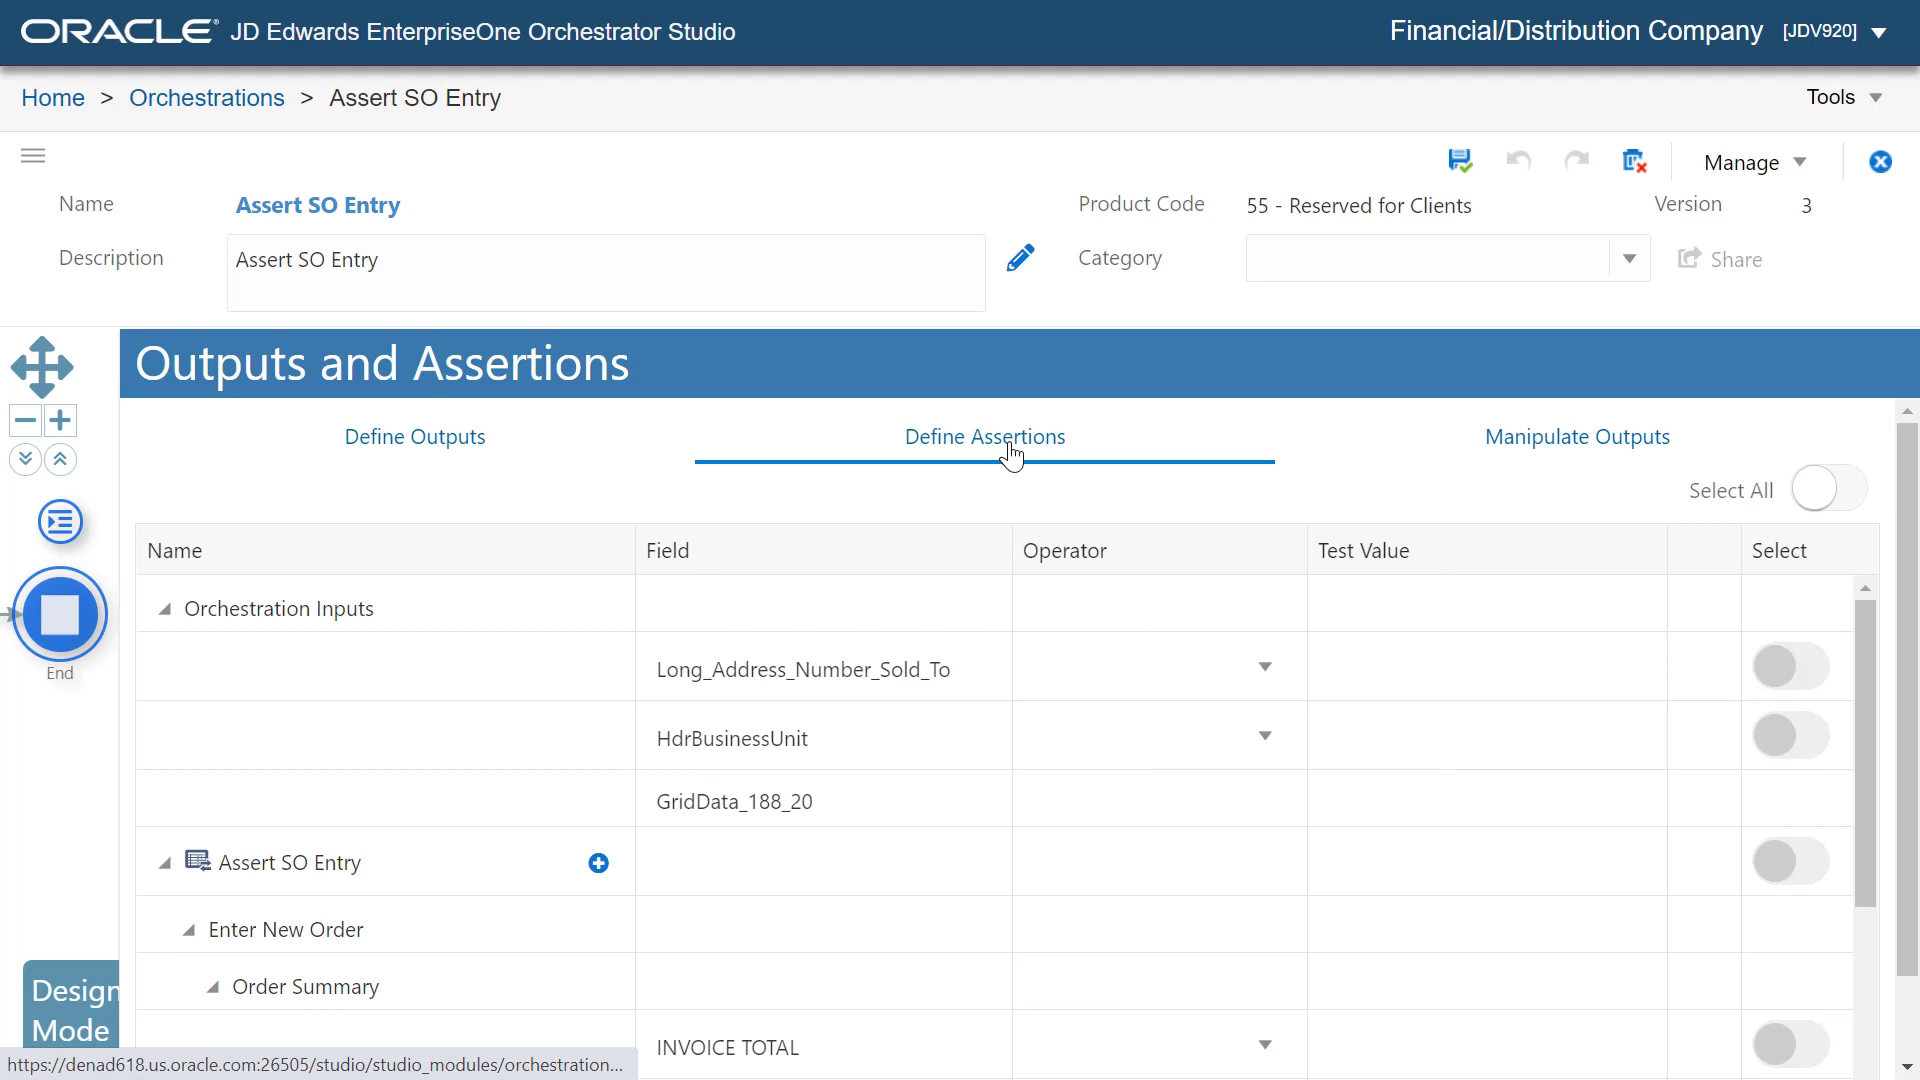 ORACLE JD Edwards EnterpriseOne Orchestrator Studio
Financial/Distribution Company [JDV920]
Home > Orchestrations > Assert SO Entry
Tools
Manage
Name Assert SO Entry
Product Code 55 - Reserved for Clients
Version 3
Description Assert SO Entry
Category
Share
Outputs and Assertions
Define Outputs Define Assertions Manipulate Outputs
Select All
Name Field Operator Test Value Select
Orchestration Inputs
Long_Address_Number_Sold_To
HdrBusinessUnit
GridData_188_20
Assert SO Entry
Enter New Order
Order Summary
INVOICE TOTAL
End
Design
Mode
https://denad618.us.oracle.com:26505/studio/studio_modules/orchestration...